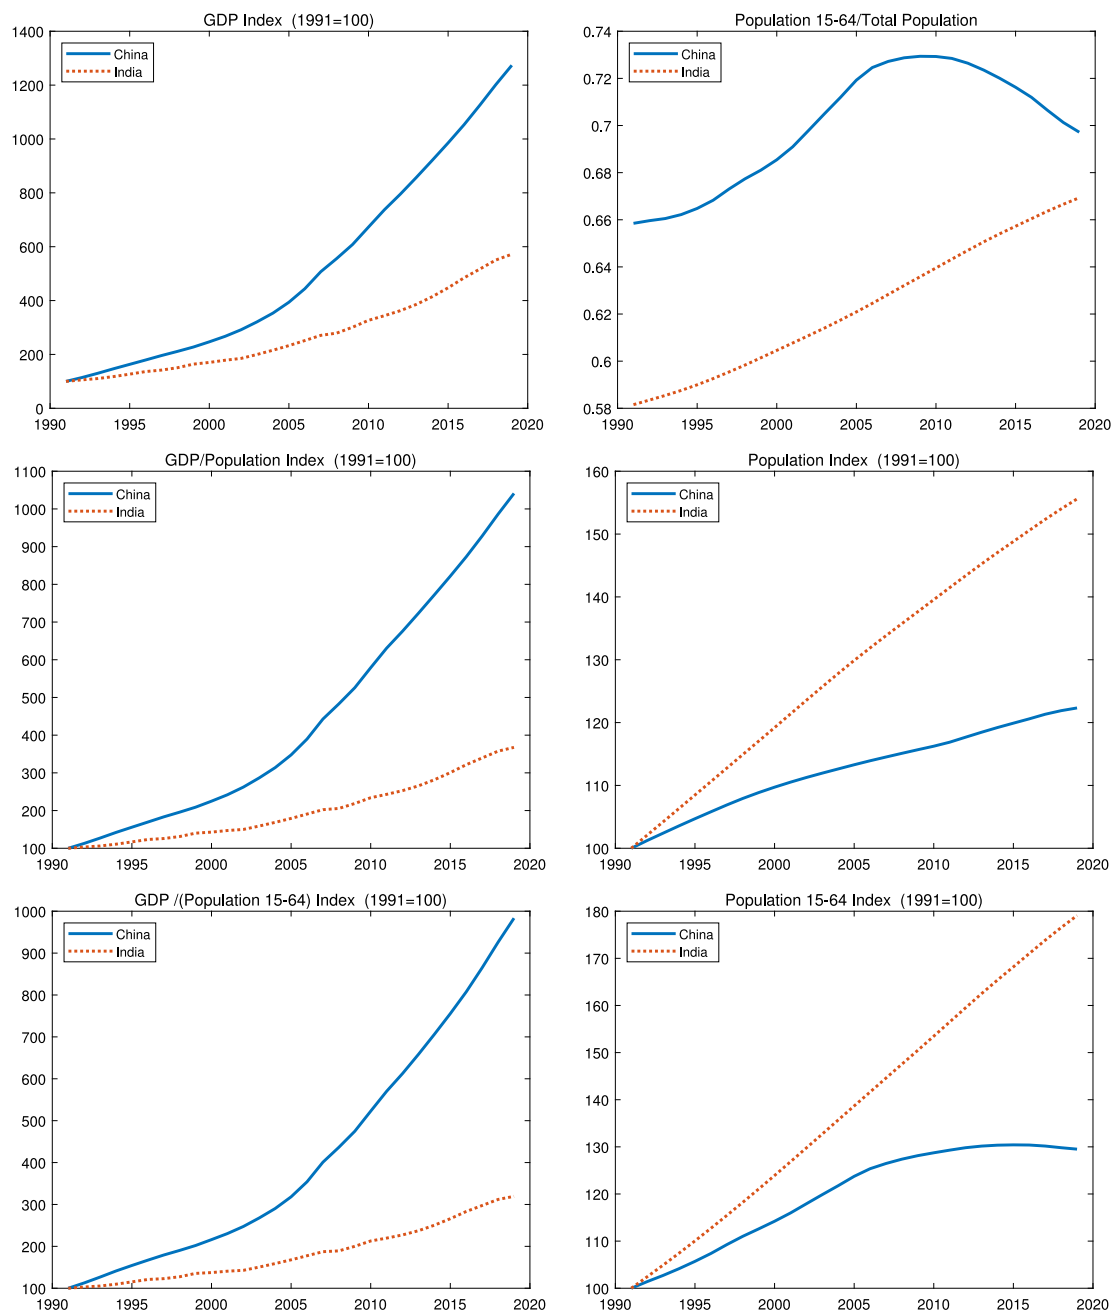 GDP Index (1991=100)
1400
1200
1000
800
600
400
200
0
China
India
1990 1995 2000 2005 2010 2015 2020
Population 15-64/Total Population
0.74
0.72
0.7
0.68
0.66
0.64
0.62
0.6
0.58
China
India
1990 1995 2000 2005 2010 2015 2020
GDP/Population Index (1991=100)
1100
1000
900
800
700
600
500
400
300
200
100
China
India
1990 1995 2000 2005 2010 2015 2020
Population Index (1991=100)
160
150
140
130
120
110
100
China
India
1990 1995 2000 2005 2010 2015 2020
GDP /(Population 15-64) Index (1991=100)
1000
900
800
700
600
500
400
300
200
100
China
India
1990 1995 2000 2005 2010 2015 2020
Population 15-64 Index (1991=100)
180
170
160
150
140
130
120
110
100
China
India
1990 1995 2000 2005 2010 2015 2020